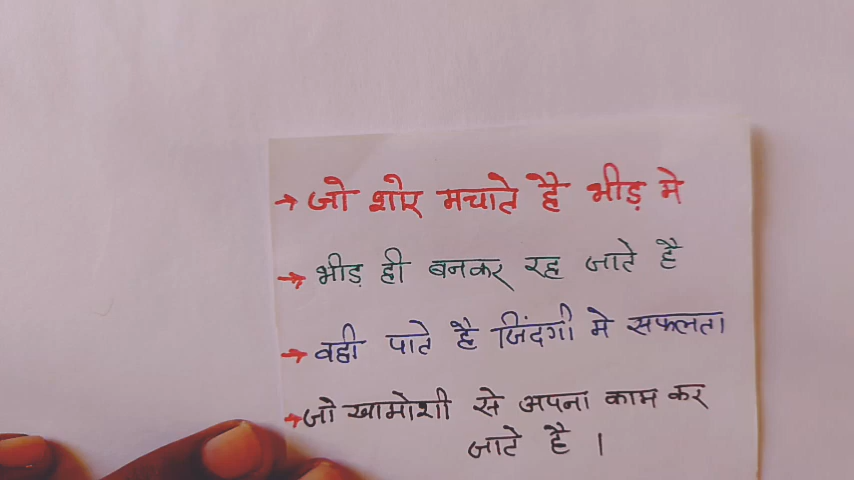 → जो शोर मचाते है भीड़ मे
→ भीड़ ही बनकर रह जाते है
→ वही पाते है जिंदगी मे सफलता
→ जो खामोशी से अपना काम कर
जाते है ।